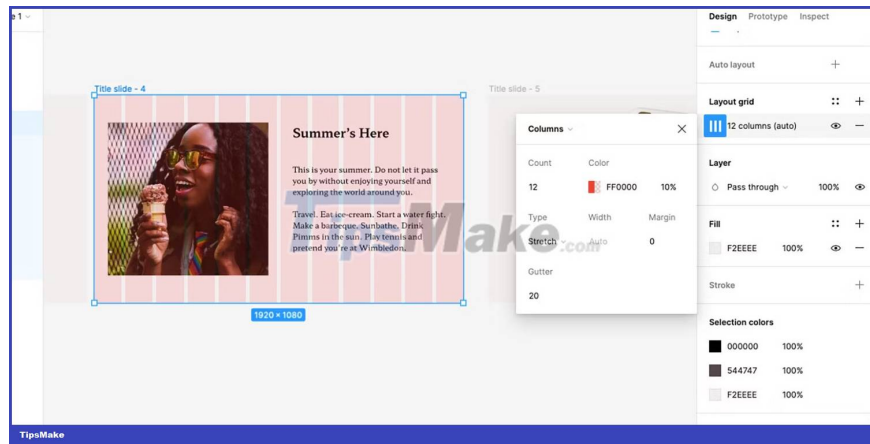 e 1
Design Prototype Inspect
Auto layout
Title slide - 4
Title slide - 5
Layout grid
12 columns (auto)
Columns
Summer's Here
This is your summer. Do not let it pass
you by without enjoying yourself and
exploring the world around you.
Travel. Eat ice-cream. Start a water fight.
Make a barbeque. Sunbathe. Drink
Pimms in the sun. Play tennis and
pretend you're at Wimbledon.
1920 × 1080
Count Color
12 FF0000 10%
Type Width Margin
Stretch Auto 0
Gutter
20
Layer
Pass through 100%
Fill
F2EEEE 100%
Stroke
Selection colors
000000 100%
544747 100%
F2EEEE 100%
TipsMake.com
TipsMake